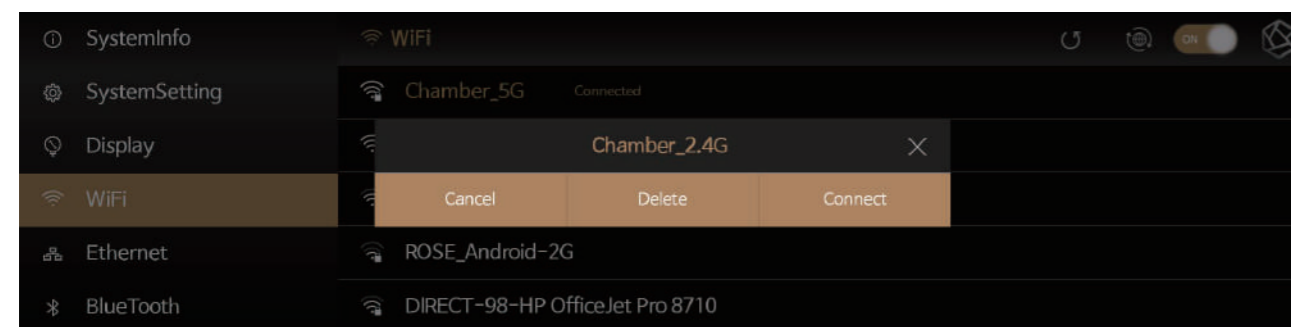 SystemInfo
WiFi
ON
SystemSetting
Chamber_5G Connected
Display
Chamber_2.4G
WiFi
Cancel Delete Connect
Ethernet
ROSE_Android-2G
BlueTooth
DIRECT-98-HP OfficeJet Pro 8710